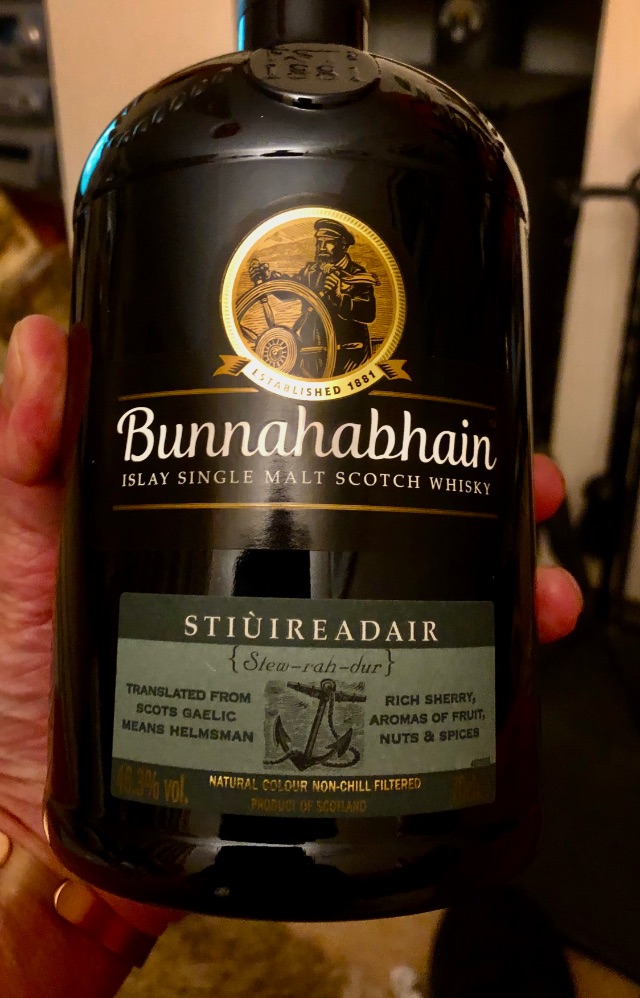 1881
ESTABLISHED 1881
Bunnahabhain
ISLAY SINGLE MALT SCOTCH WHISKY
STIÙIREADAIR
{Stew-rah-dur}
TRANSLATED FROM
SCOTS GAELIC
MEANS HELMSMAN
RICH SHERRY,
AROMAS OF FRUIT,
NUTS & SPICES
46.3% vol.
NATURAL COLOUR NON-CHILL FILTERED
PRODUCT OF SCOTLAND